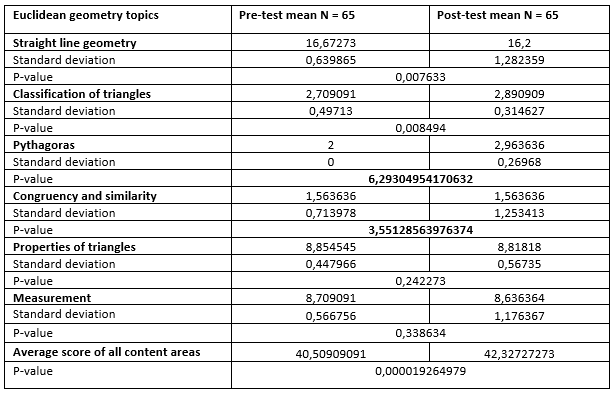 Euclidean geometry topics Pre-test mean N = 65 Post-test mean N = 65
Straight line geometry 16,67273 16,2
Standard deviation 0,639865 1,282359
P-value 0,007633
Classification of triangles 2,709091 2,890909
Standard deviation 0,49713 0,314627
P-value 0,008494
Pythagoras 2 2,963636
Standard deviation 0 0,26968
P-value 6,29304954170632
Congruency and similarity 1,563636 1,563636
Standard deviation 0,713978 1,253413
P-value 3,55128563976374
Properties of triangles 8,854545 8,81818
Standard deviation 0,447966 0,56735
P-value 0,242273
Measurement 8,709091 8,636364
Standard deviation 0,566756 1,176367
P-value 0,338634
Average score of all content areas 40,50909091 42,32727273
P-value 0,000019264979